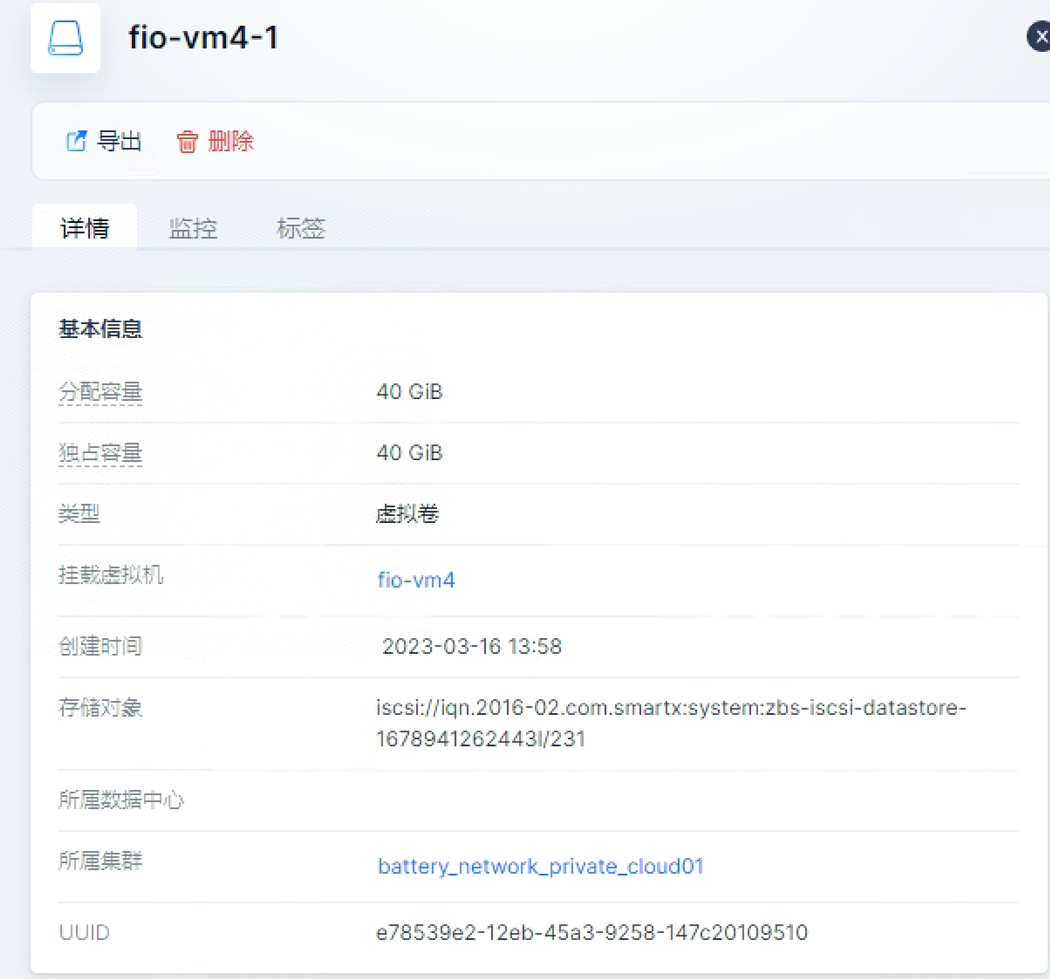 fio-vm4-1
导出 删除
详情 监控 标签
基本信息
分配容量 40 GiB
独占容量 40 GiB
类型 虚拟卷
挂载虚拟机 fio-vm4
创建时间 2023-03-16 13:58
存储对象 iscsi://iqn.2016-02.com.smartx:system:zbs-iscsi-datastore-
1678941262443l/231
所属数据中心
所属集群 battery_network_private_cloud01
UUID e78539e2-12eb-45a3-9258-147c20109510